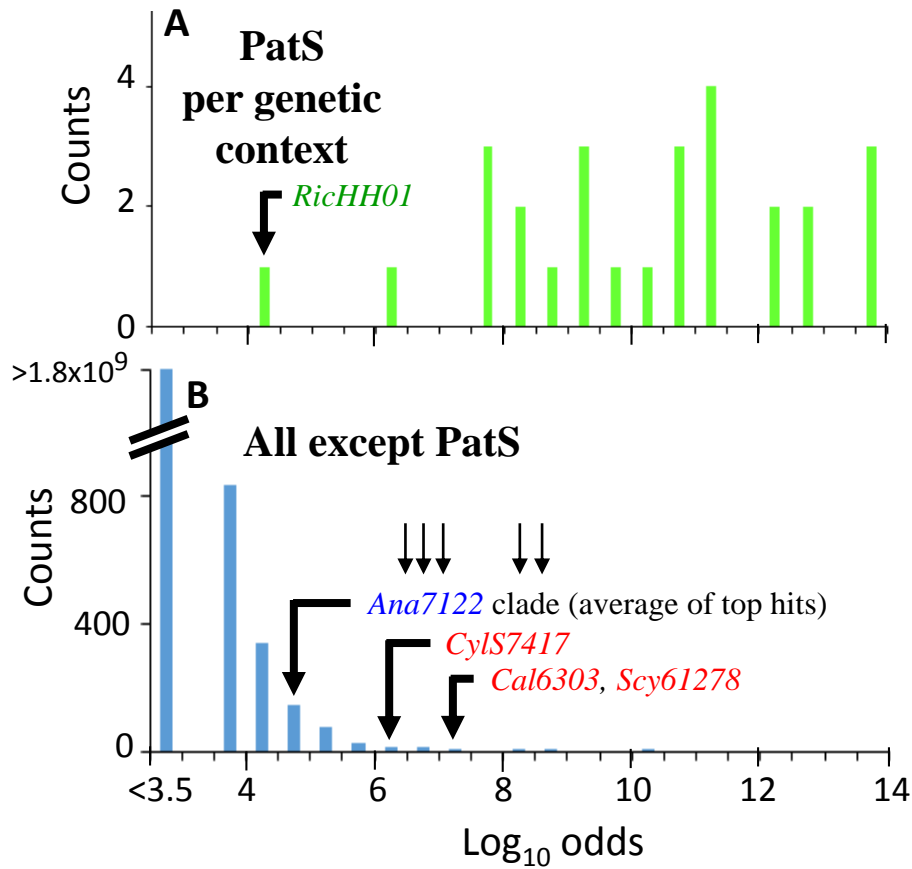 A
PatS
per genetic
context
RicHH01
Counts
4
2
0
>1.8x10⁹
B
All except PatS
Counts
800
400
0
Ana7122 clade (average of top hits)
CylS7417
Cal6303, Scy61278
<3.5 4 6 8 10 12 14
Log₁₀ odds